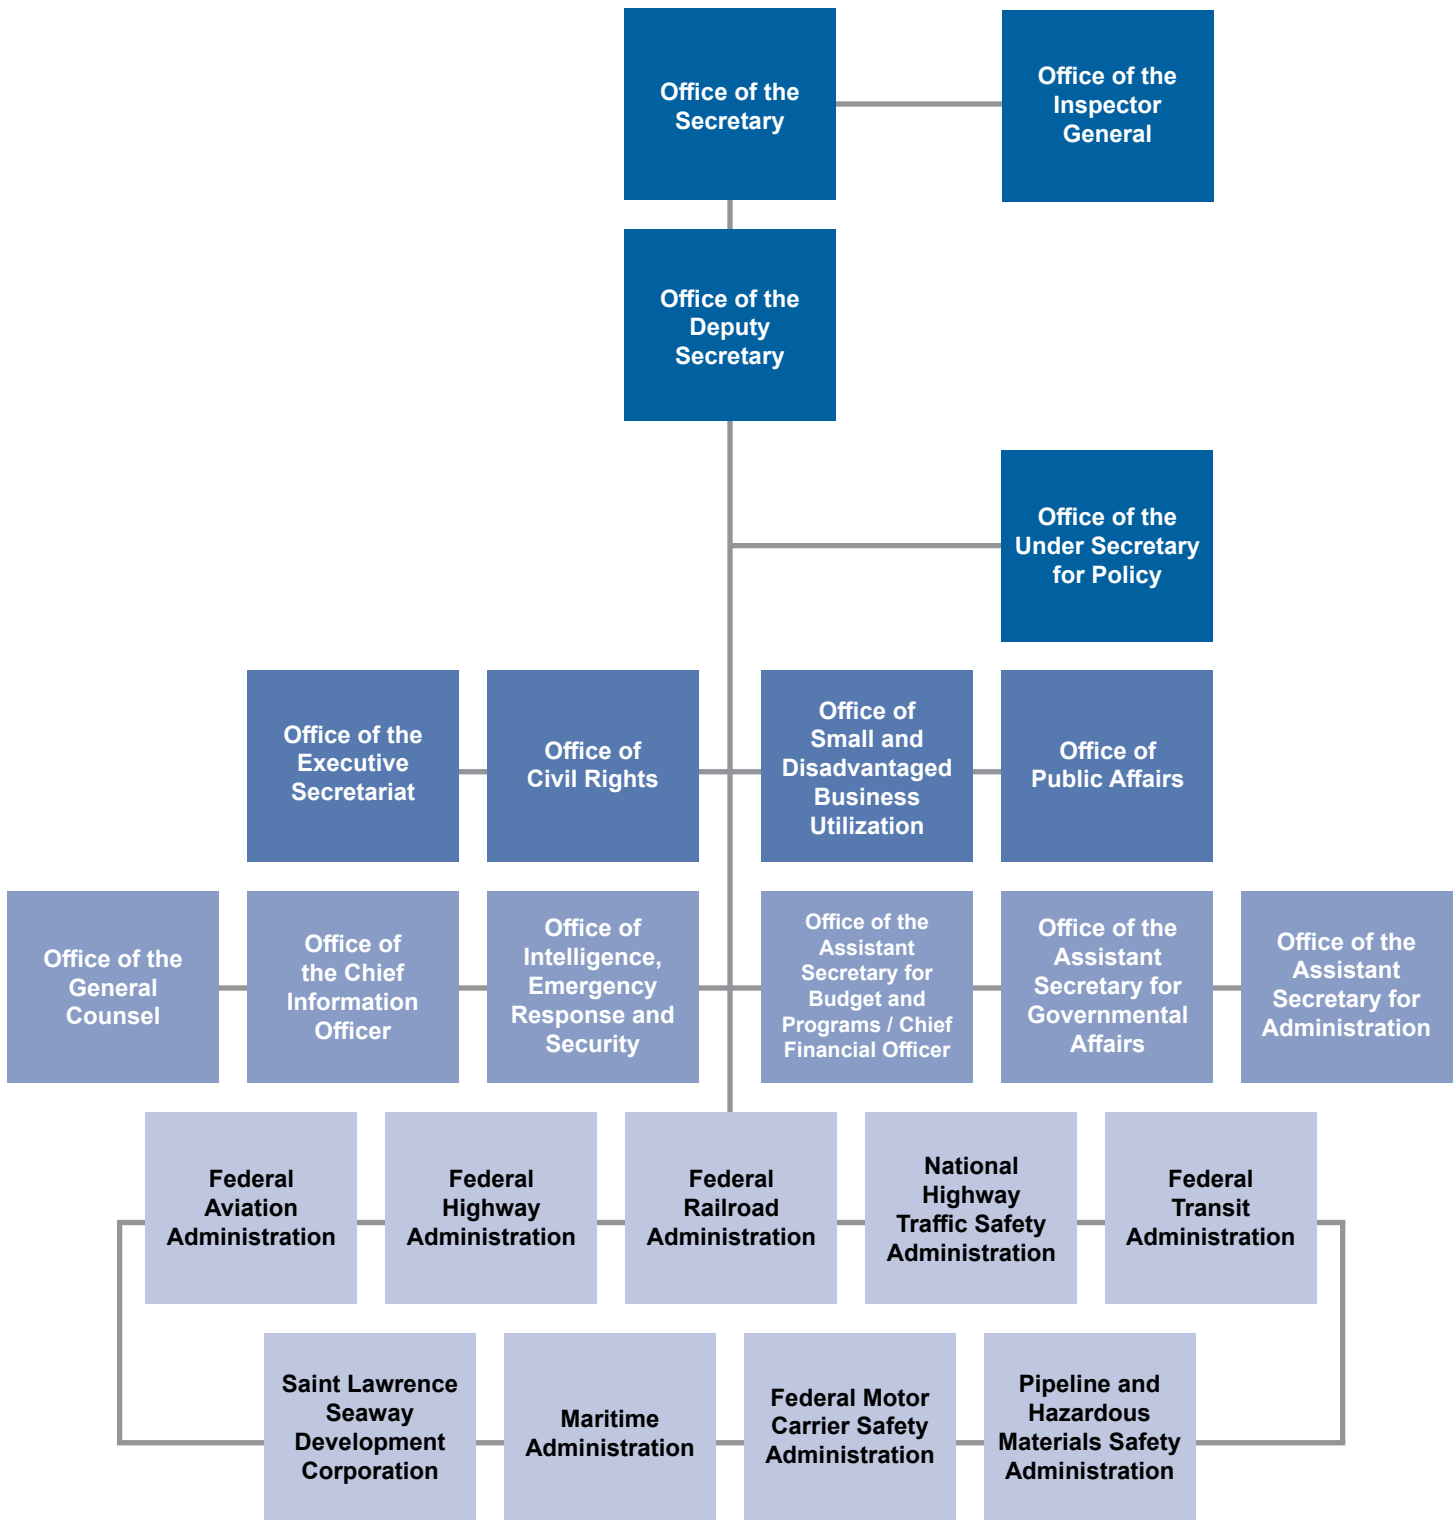 Office of the
Secretary
Office of the
Inspector
General
Office of the
Deputy
Secretary
Office of the
Under Secretary
for Policy
Office of the
Executive
Secretariat
Office of
Civil Rights
Office of
Small and
Disadvantaged
Business
Utilization
Office of
Public Affairs
Office of the
General
Counsel
Office of
the Chief
Information
Officer
Office of
Intelligence,
Emergency
Response and
Security
Office of the
Assistant
Secretary for
Budget and
Programs / Chief
Financial Officer
Office of the
Assistant
Secretary for
Governmental
Affairs
Office of the
Assistant
Secretary for
Administration
Federal
Aviation
Administration
Federal
Highway
Administration
Federal
Railroad
Administration
National
Highway
Traffic Safety
Administration
Federal
Transit
Administration
Saint Lawrence
Seaway
Development
Corporation
Maritime
Administration
Federal Motor
Carrier Safety
Administration
Pipeline and
Hazardous
Materials Safety
Administration